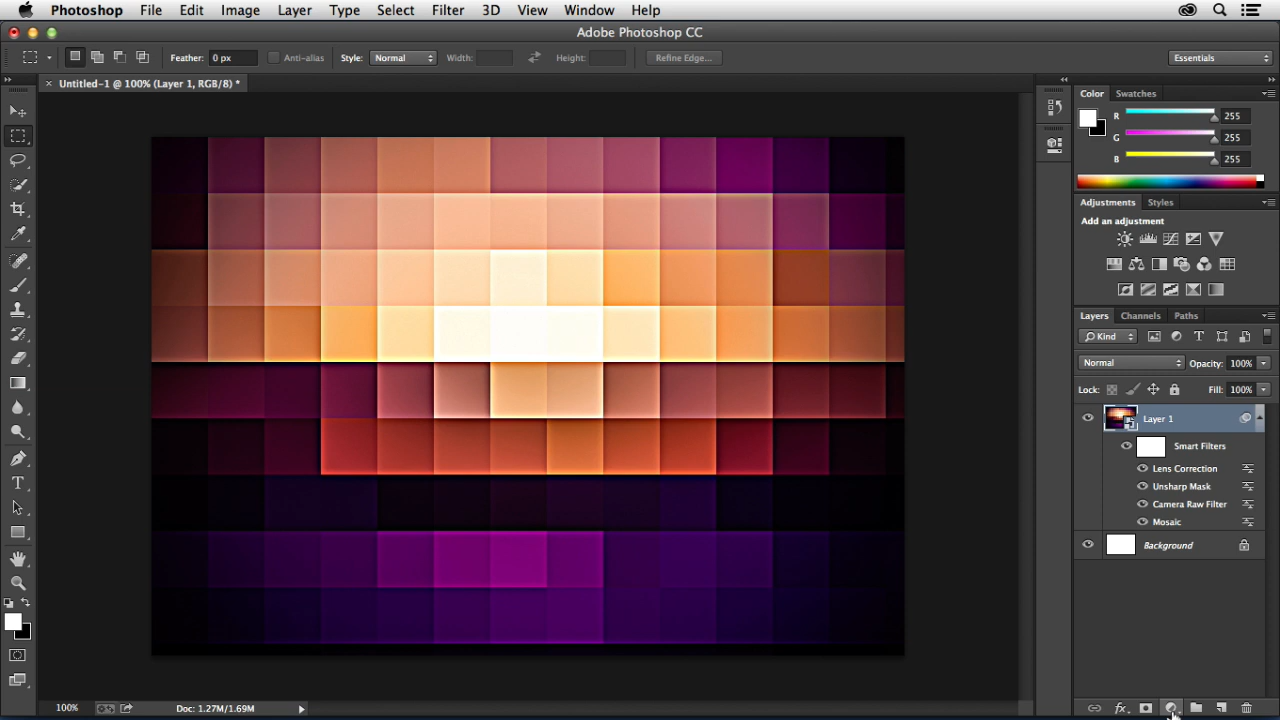 Photoshop File Edit Image Layer Type Select Filter 3D View Window Help
Adobe Photoshop CC
Feather: 0 px Anti-alias Style: Normal Width: Height: Refine Edge... Essentials
× Untitled-1 @ 100% (Layer 1, RGB/8) *
Color Swatches
R 255
G 255
B 255
Adjustments Styles
Add an adjustment
Layers Channels Paths
Kind
Normal Opacity: 100%
Lock: Fill: 100%
Layer 1
Smart Filters
Lens Correction
Unsharp Mask
Camera Raw Filter
Mosaic
Background
100% Doc: 1.27M/1.69M
fx